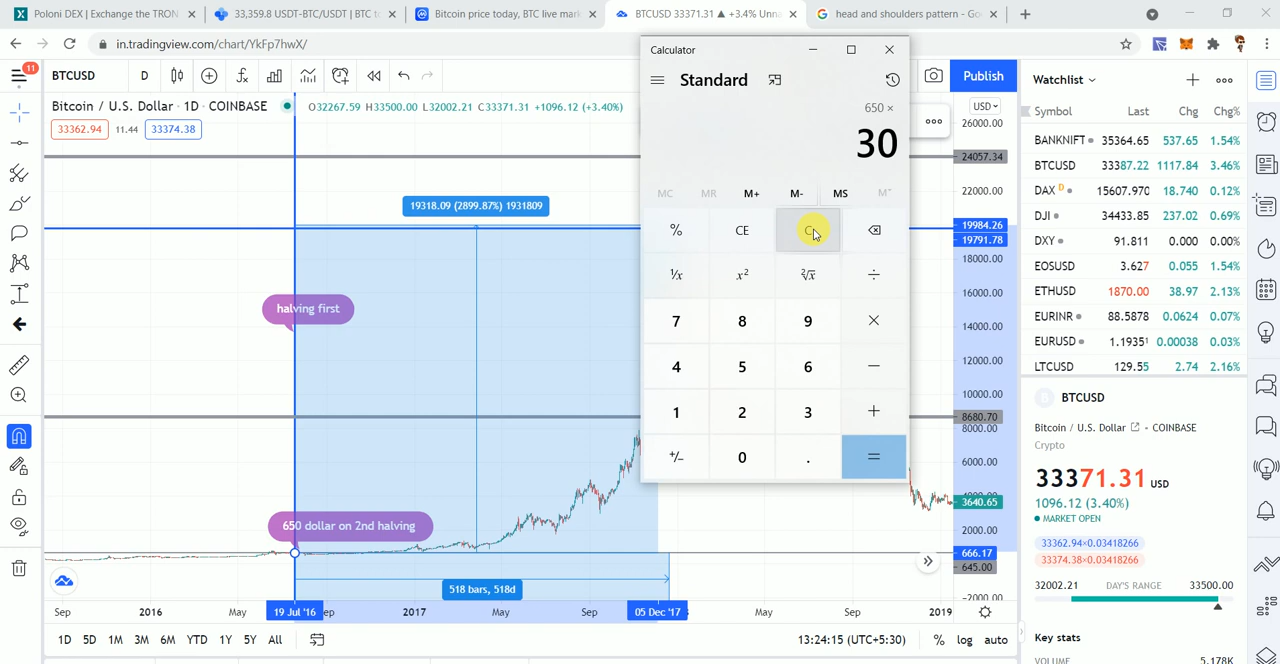 Poloni DEX | Exchange the TRON
33,359.8 USDT-BTC/USDT | BTC to
Bitcoin price today, BTC live mark
BTCUSD 33371.31 ▲ +3.4% Unna
head and shoulders pattern - Go
in.tradingview.com/chart/YkFp7hwX/
11
BTCUSD D
Publish
Watchlist
Bitcoin / U.S. Dollar · 1D · COINBASE
O32267.59 H33500.00 L32002.21 C33371.31 +1096.12 (+3.40%)
33362.94 11.44 33374.38
Calculator
Standard
650 ×
30
MC MR M+ M- MS M˅
% CE C
¹/x x² ²√x ÷
7 8 9 ×
4 5 6 −
1 2 3 +
+/− 0 . =
19318.09 (2899.87%) 1931809
halving first
650 dollar on 2nd halving
518 bars, 518d
USD
26000.00
24057.34
22000.00
19984.26
19791.78
18000.00
16000.00
14000.00
12000.00
10000.00
8680.70
8000.00
6000.00
3640.65
2000.00
666.17
645.00
-2000.00
Sep 2016 May 19 Jul '16 Sep 2017 May Sep 05 Dec '17 May Sep 2019
1D 5D 1M 3M 6M YTD 1Y 5Y All
13:24:15 (UTC+5:30) % log auto
Symbol Last Chg Chg%
BANKNIFT 35364.65 537.65 1.54%
BTCUSD 33387.22 1117.84 3.46%
DAX D 15607.970 18.740 0.12%
DJI 34433.85 237.02 0.69%
DXY 91.811 0.000 0.00%
EOSUSD 3.627 0.055 1.54%
ETHUSD 1870.00 38.97 2.13%
EURINR 88.5878 0.0624 0.07%
EURUSD 1.1935¹ 0.00038 0.03%
LTCUSD 129.55 2.74 2.16%
BTCUSD
Bitcoin / U.S. Dollar · COINBASE
Crypto
33371.31 USD
1096.12 (3.40%)
MARKET OPEN
33362.94×0.03418266
33374.38×0.03418266
32002.21 DAY'S RANGE 33500.00
Key stats
VOLUME 5.178K